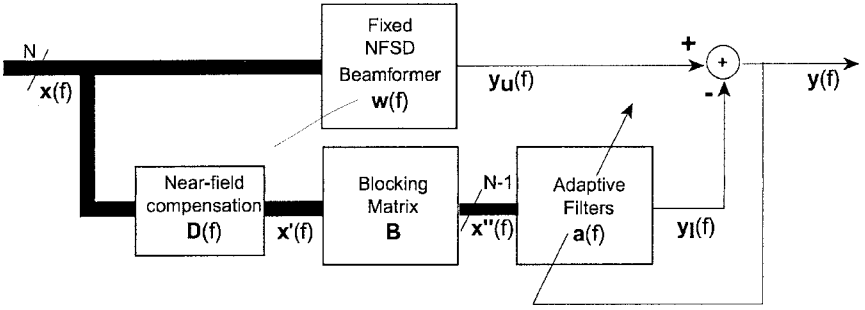 N
x(f)
Fixed
NFSD
Beamformer
w(f)
yu(f)
+
+
-
y(f)
Near-field
compensation
D(f)
x'(f)
Blocking
Matrix
B
N-1
x''(f)
Adaptive
Filters
a(f)
yl(f)